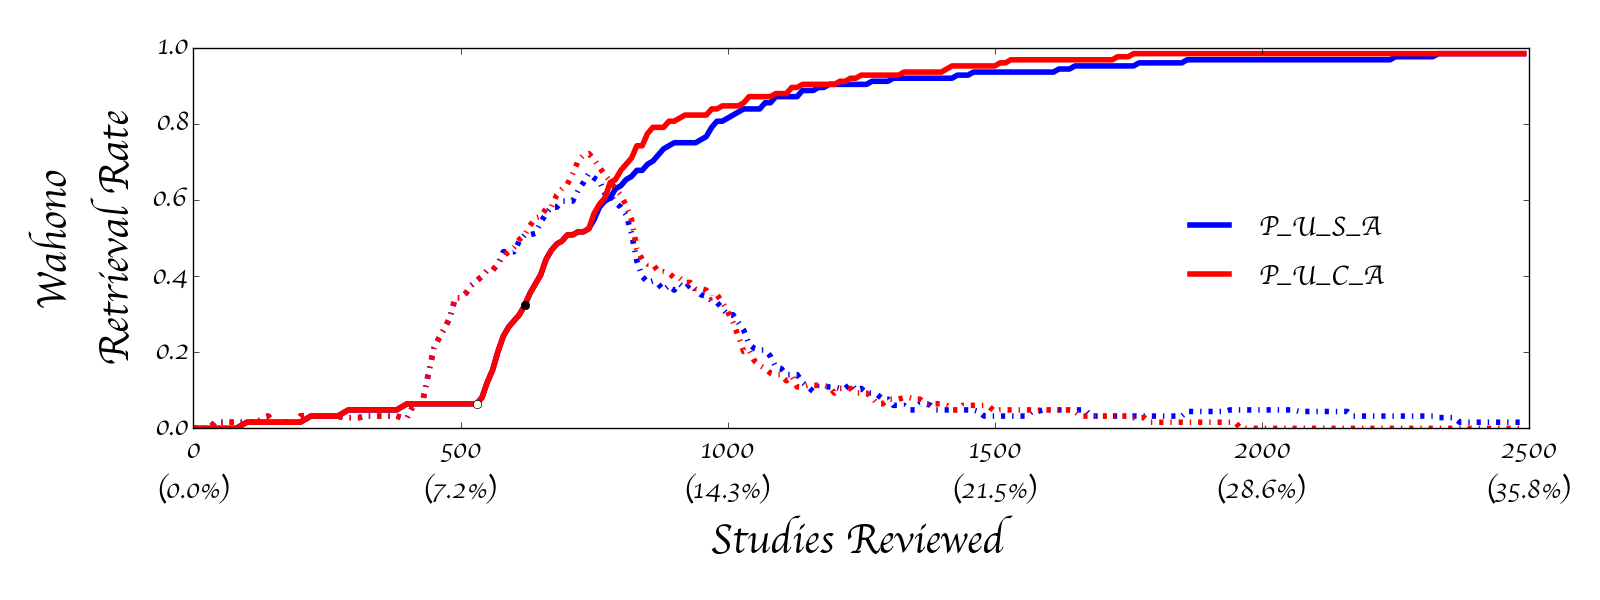 Wahono
Retrieval Rate
1.0
0.8
0.6
0.4
0.2
0.0
P_U_S_A
P_U_C_A
0 500 1000 1500 2000 2500
(0.0%) (7.2%) (14.3%) (21.5%) (28.6%) (35.8%)
Studies Reviewed